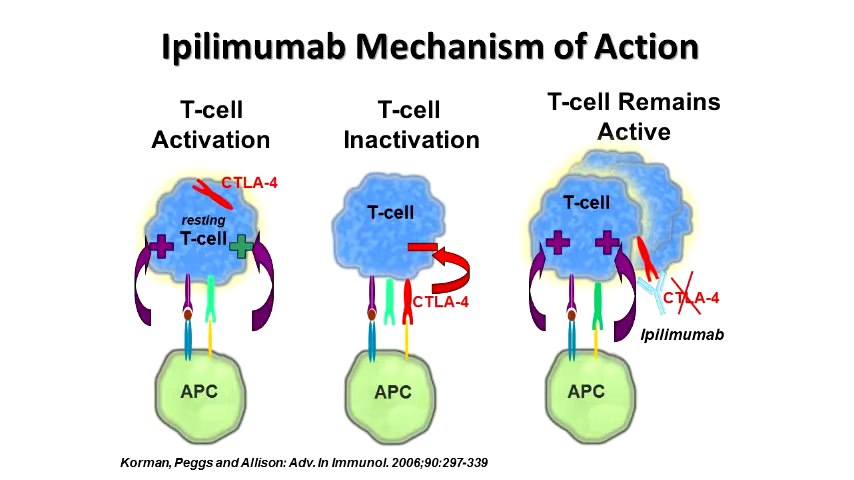 Ipilimumab Mechanism of Action
T-cell
Activation
CTLA-4
resting
T-cell
APC
T-cell
Inactivation
T-cell
CTLA-4
APC
T-cell Remains
Active
T-cell
CTLA-4
Ipilimumab
APC
Korman, Peggs and Allison: Adv. In Immunol. 2006;90:297-339